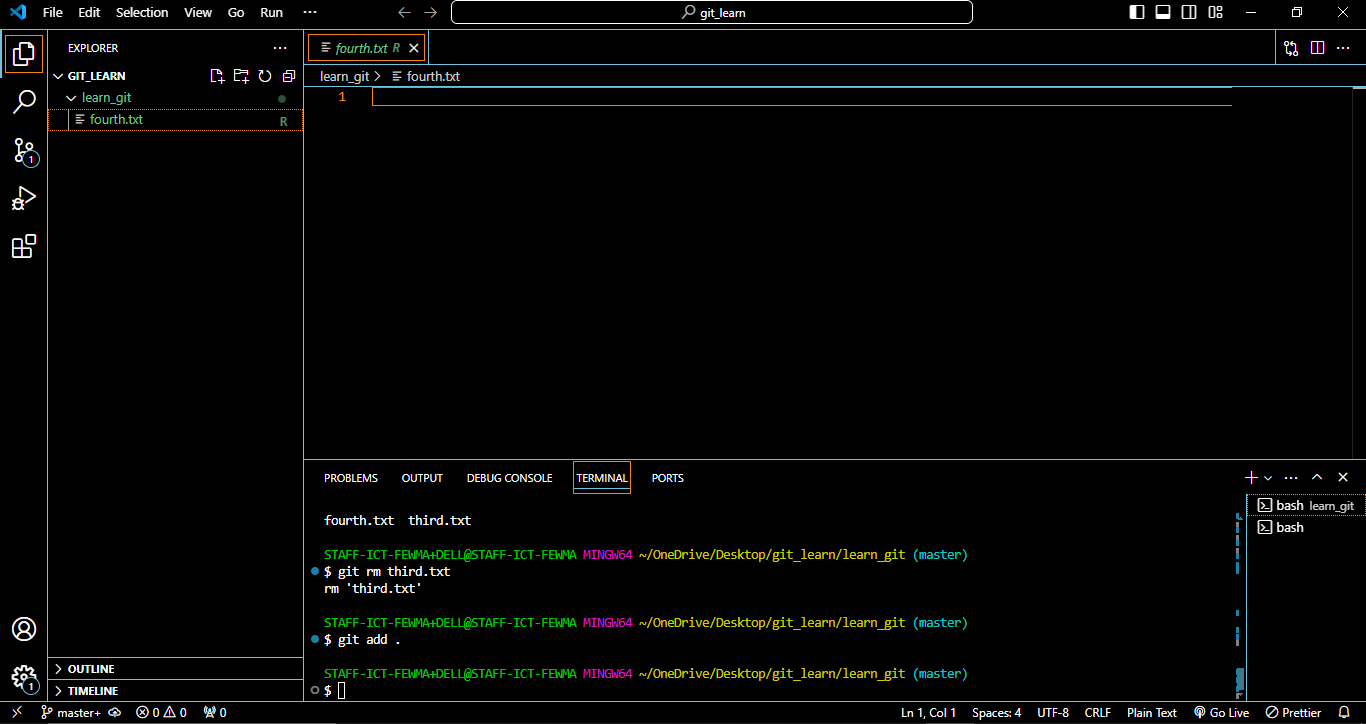 File Edit Selection View Go Run ···
git_learn
EXPLORER ···
GIT_LEARN
learn_git
fourth.txt R
fourth.txt R
learn_git > fourth.txt
1
1
1
OUTLINE
TIMELINE
PROBLEMS OUTPUT DEBUG CONSOLE TERMINAL PORTS
fourth.txt third.txt
STAFF-ICT-FEWMA+DELL@STAFF-ICT-FEWMA MINGW64 ~/OneDrive/Desktop/git_learn/learn_git (master)
$ git rm third.txt
rm 'third.txt'
STAFF-ICT-FEWMA+DELL@STAFF-ICT-FEWMA MINGW64 ~/OneDrive/Desktop/git_learn/learn_git (master)
$ git add .
STAFF-ICT-FEWMA+DELL@STAFF-ICT-FEWMA MINGW64 ~/OneDrive/Desktop/git_learn/learn_git (master)
$
bash learn_git
bash
master+ 0 0 0 Ln 1, Col 1 Spaces: 4 UTF-8 CRLF Plain Text Go Live Prettier